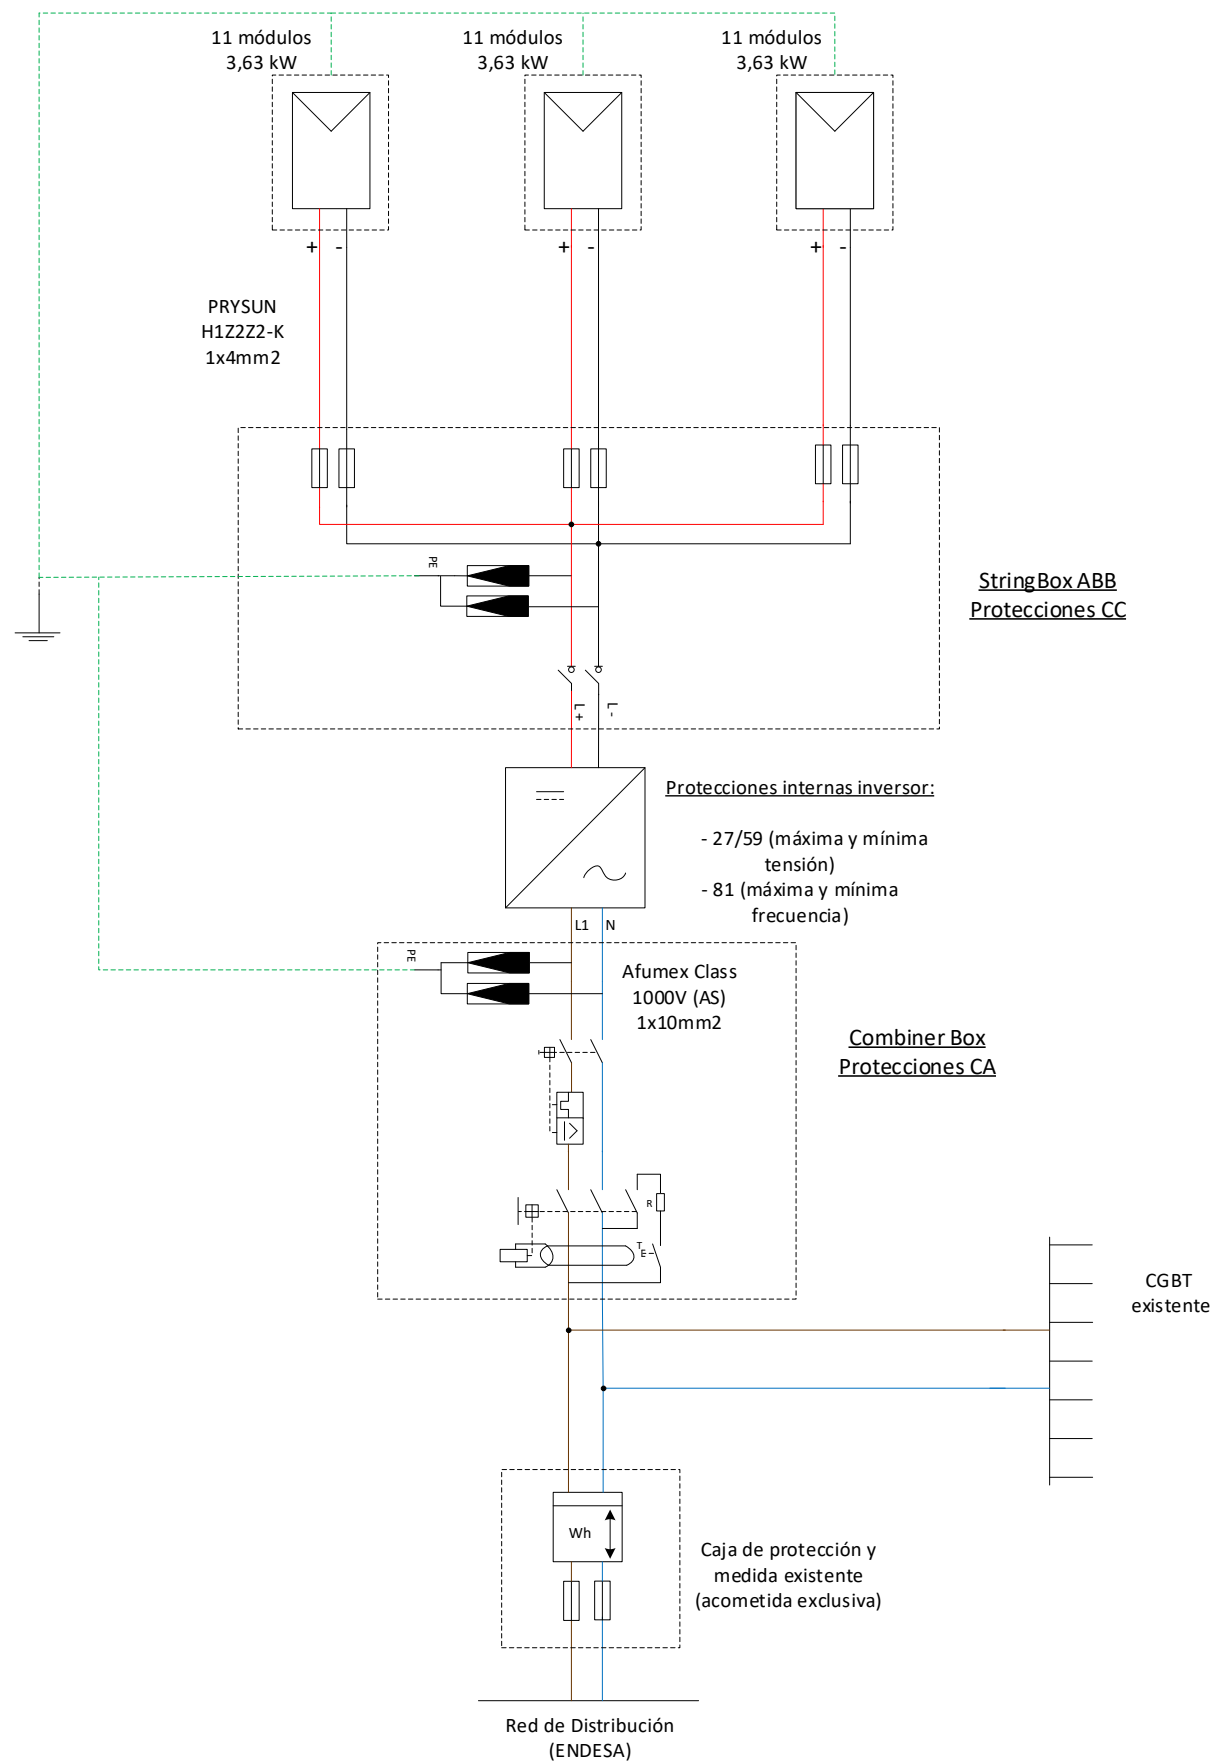 11 módulos
3,63 kW
11 módulos
3,63 kW
11 módulos
3,63 kW
+ -
+ -
+ -
PRYSUN
H1Z2Z2-K
1x4mm2
PE
StringBox ABB
Protecciones CC
L+
L-
Protecciones internas inversor:
- 27/59 (máxima y mínima
tensión)
- 81 (máxima y mínima
frecuencia)
L1
N
PE
Afumex Class
1000V (AS)
1x10mm2
Combiner Box
Protecciones CA
I>
R
T
E
CGBT
existente
Wh
Caja de protección y
medida existente
(acometida exclusiva)
Red de Distribución
(ENDESA)